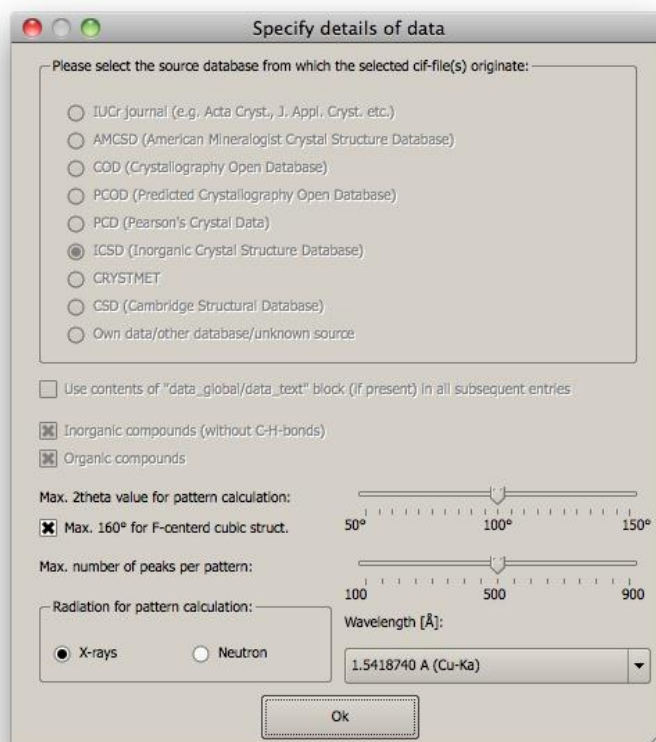 Specify details of data
Please select the source database from which the selected cif-file(s) originate:
IUCr journal (e.g. Acta Cryst., J. Appl. Cryst. etc.)
AMCSD (American Mineralogist Crystal Structure Database)
COD (Crystallography Open Database)
PCOD (Predicted Crystallography Open Database)
PCD (Pearson's Crystal Data)
ICSD (Inorganic Crystal Structure Database)
CRYSTMET
CSD (Cambridge Structural Database)
Own data/other database/unknown source
Use contents of "data_global/data_text" block (if present) in all subsequent entries
Inorganic compounds (without C-H-bonds)
Organic compounds
Max. 2theta value for pattern calculation:
Max. 160° for F-centerd cubic struct.
50° 100° 150°
Max. number of peaks per pattern:
100 500 900
Radiation for pattern calculation:
X-rays Neutron
Wavelength [Å]:
1.5418740 A (Cu-Ka)
Ok